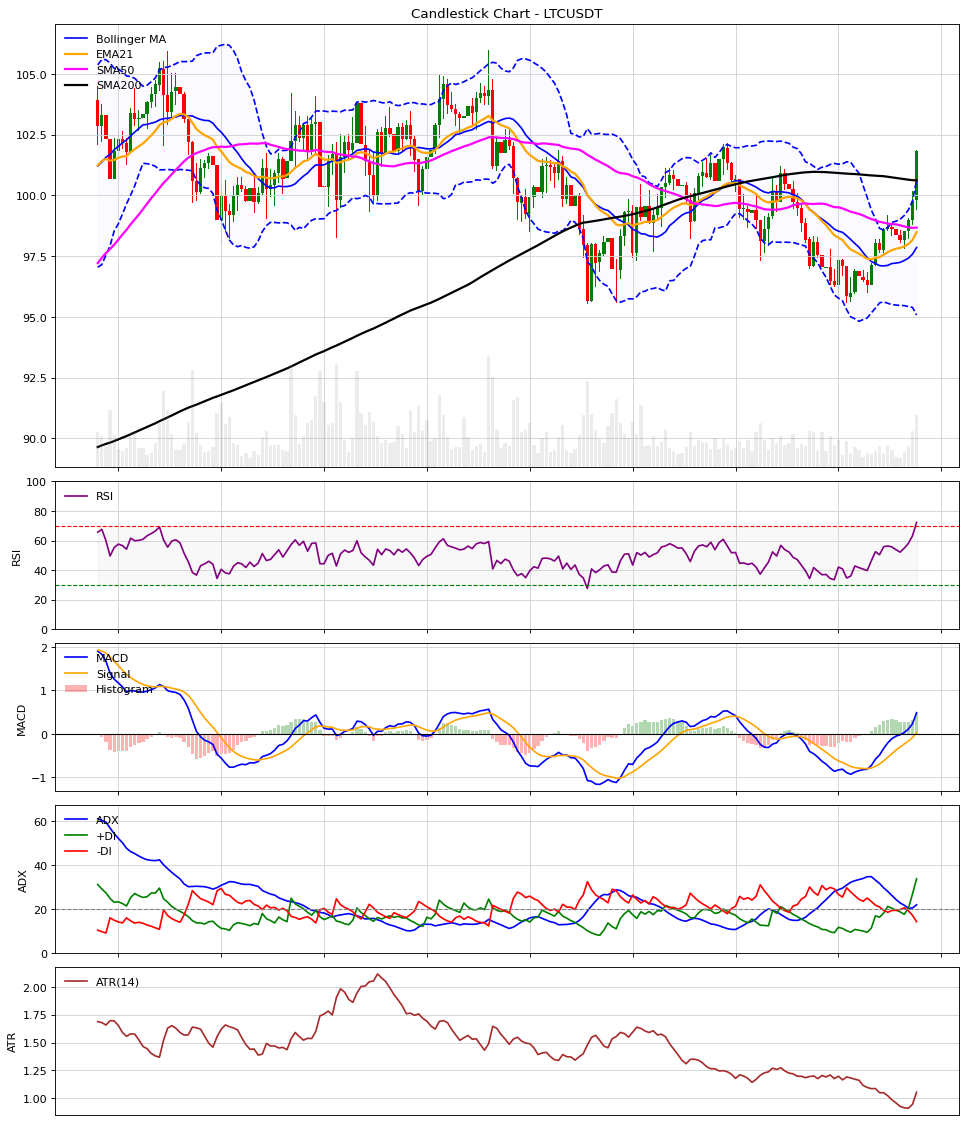 Candlestick Chart - LTCUSDT
Bollinger MA
EMA21
SMA50
SMA200
105.0
102.5
100.0
97.5
95.0
92.5
90.0
RSI
100
80
60
40
20
0
RSI
MACD
Signal
Histogram
2
1
0
−1
MACD
ADX
+DI
-DI
60
40
20
0
ADX
ATR(14)
2.00
1.75
1.50
1.25
1.00
ATR